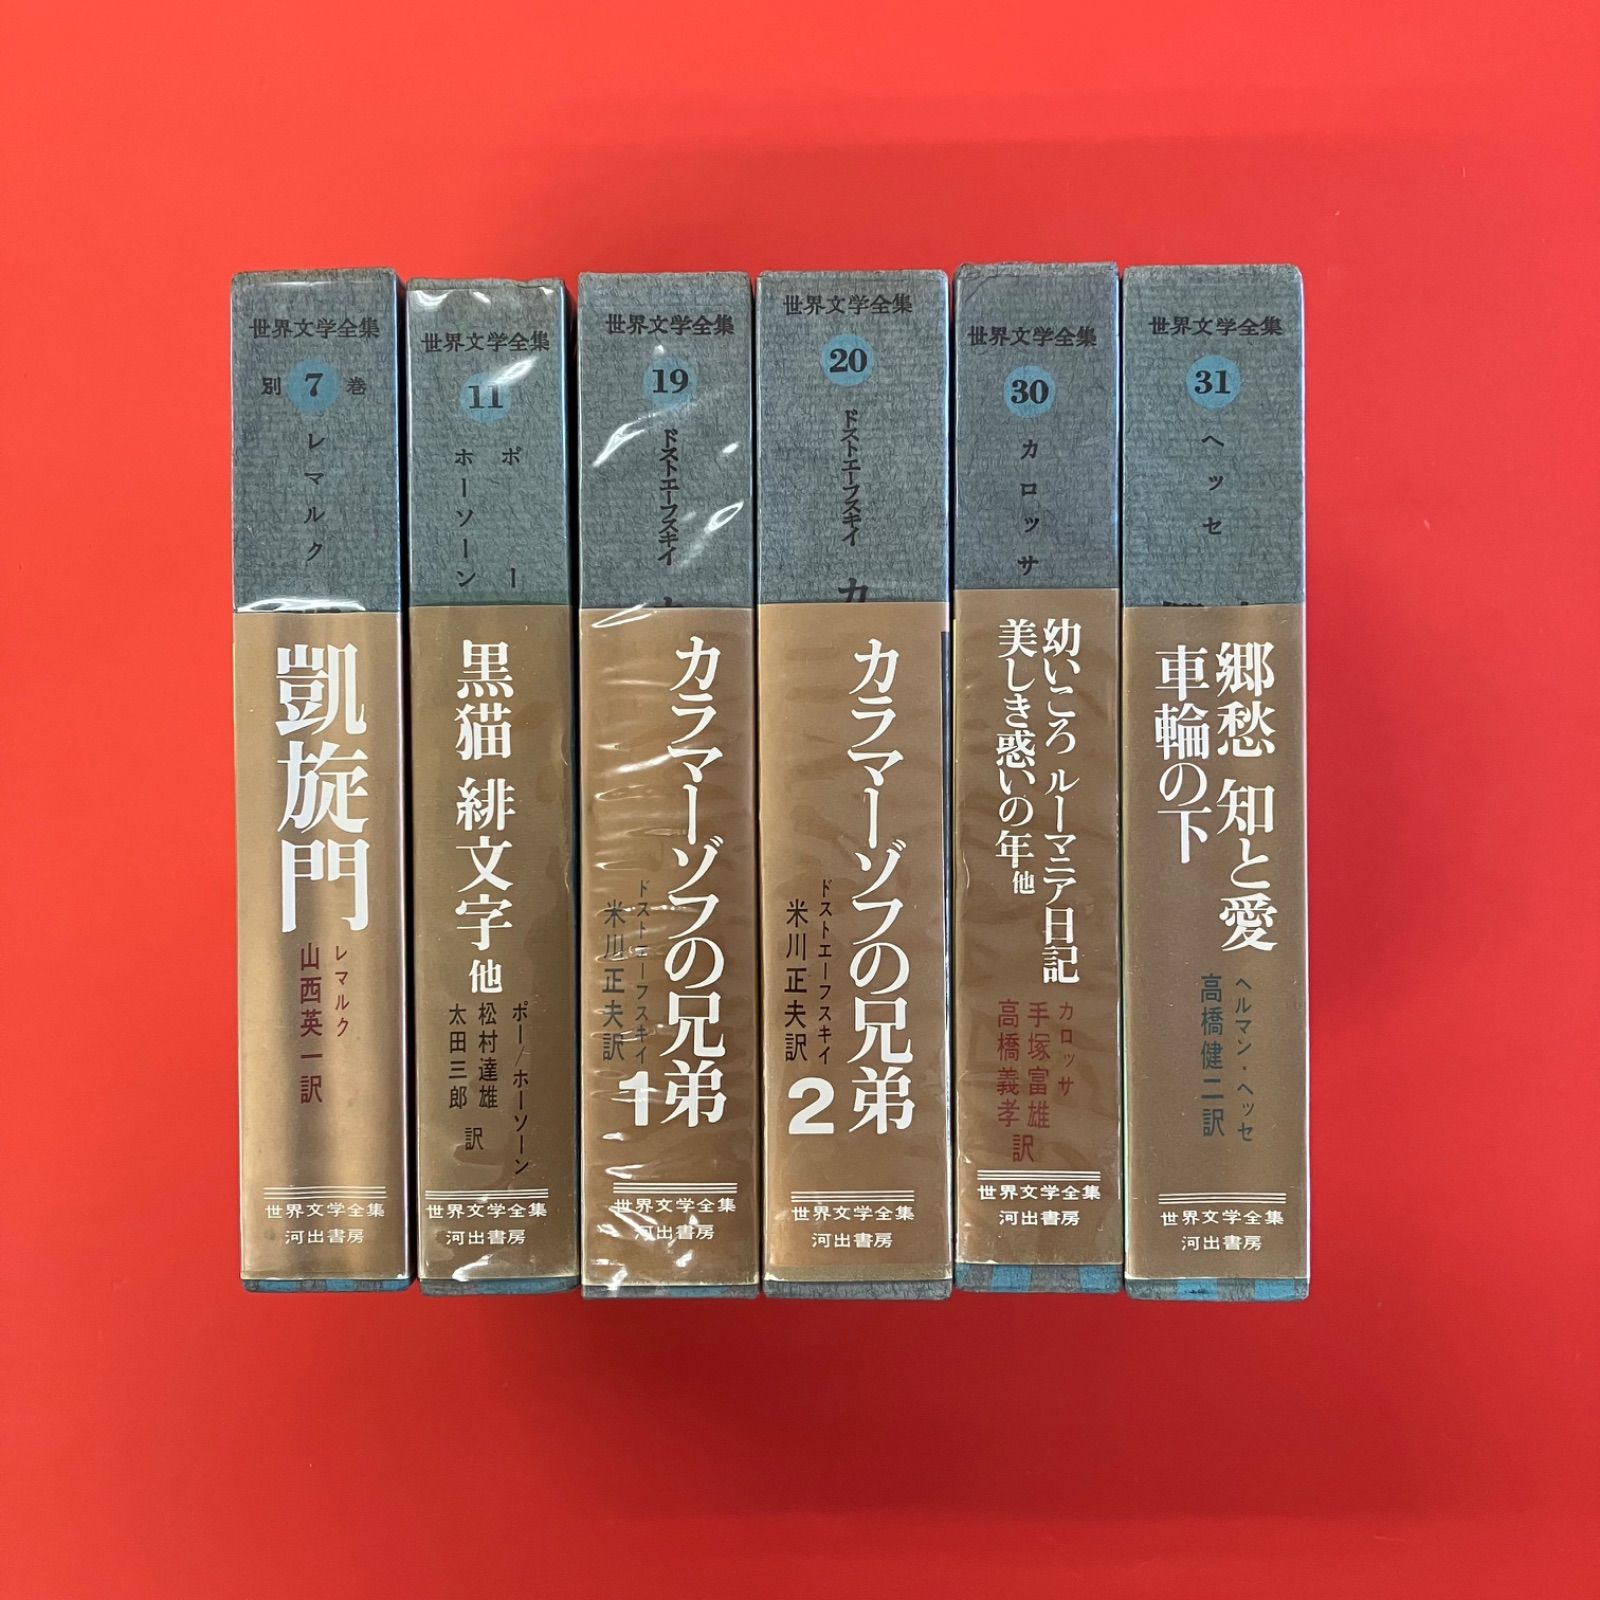 世界文学全集
別 7 巻
レマルク
凱旋門
レマルク
山西英一訳
世界文学全集
河出書房
世界文学全集
11
ポー
ホーソーン
黒猫 緋文字 他
ポー/ホーソーン
松村達雄
太田三郎
訳
世界文学全集
河出書房
世界文学全集
19
ドストエーフスキイ
カラマーゾフの兄弟
1
ドストエーフスキイ
米川正夫訳
世界文学全集
河出書房
世界文学全集
20
ドストエーフスキイ
カ
カラマーゾフの兄弟
2
ドストエーフスキイ
米川正夫訳
世界文学全集
河出書房
世界文学全集
30
カロッサ
幼いころ ルーマニア日記
美しき惑いの年 他
カロッサ
手塚富雄
高橋義孝
訳
世界文学全集
河出書房
世界文学全集
31
ヘッセ
郷愁 知と愛
車輪の下
ヘルマン・ヘッセ
高橋健二訳
世界文学全集
河出書房